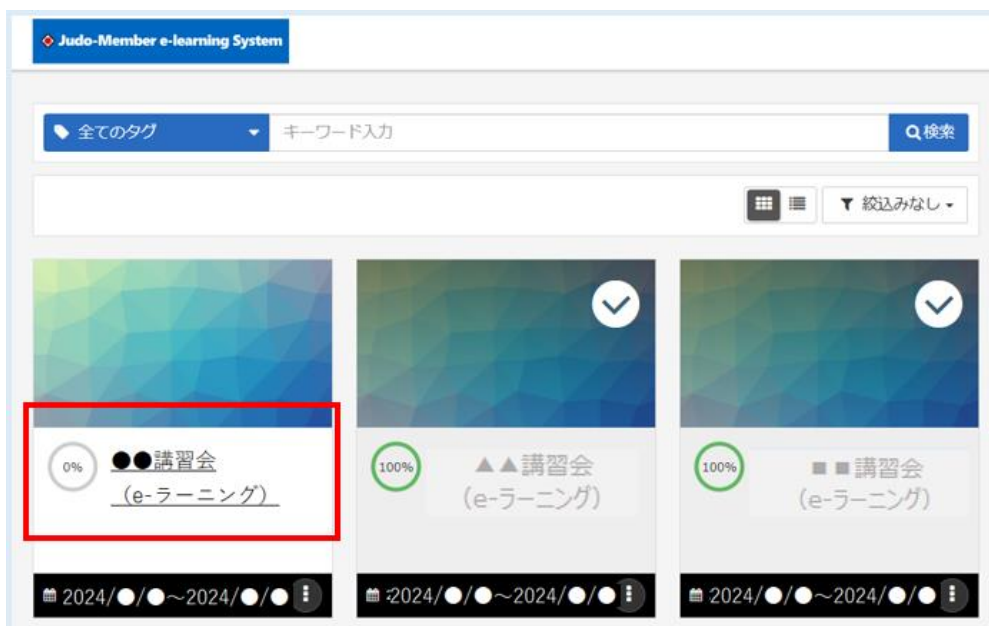 Judo-Member e-learning System
全てのタグ
キーワード入力
検索
絞込みなし
0%
●●講習会
（e-ラーニング）
100%
▲▲講習会
（e-ラーニング）
100%
■■講習会
（e-ラーニング）
2024/●/●～2024/●/●
2024/●/●～2024/●/●
2024/●/●～2024/●/●